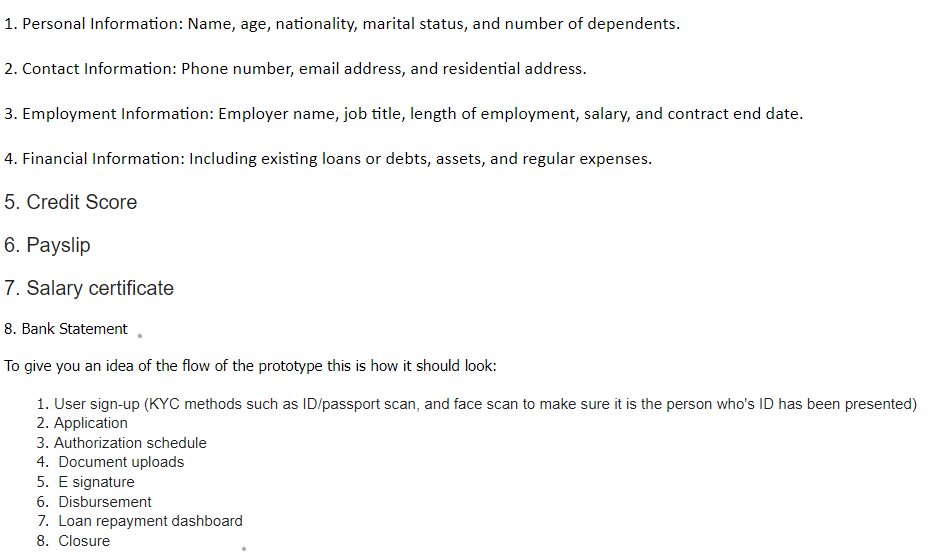 1. Personal Information: Name, age, nationality, marital status, and number of dependents.
2. Contact Information: Phone number, email address, and residential address.
3. Employment Information: Employer name, job title, length of employment, salary, and contract end date.
4. Financial Information: Including existing loans or debts, assets, and regular expenses.
5. Credit Score
6. Payslip
7. Salary certificate
8. Bank Statement
To give you an idea of the flow of the prototype this is how it should look:
1. User sign-up (KYC methods such as ID/passport scan, and face scan to make sure it is the person who's ID has been presented)
2. Application
3. Authorization schedule
4. Document uploads
5. E signature
6. Disbursement
7. Loan repayment dashboard
8. Closure